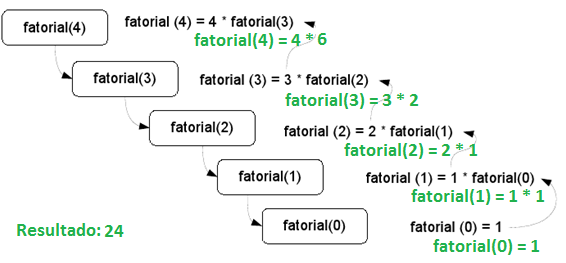 fatorial(4)
fatorial (4) = 4 * fatorial(3)
fatorial(4) = 4 * 6
fatorial(3)
fatorial (3) = 3 * fatorial(2)
fatorial(3) = 3 * 2
fatorial(2)
fatorial (2) = 2 * fatorial(1)
fatorial(2) = 2 * 1
fatorial(1)
fatorial (1) = 1 * fatorial(0)
fatorial(1) = 1 * 1
fatorial(0)
fatorial (0) = 1
fatorial(0) = 1
Resultado: 24